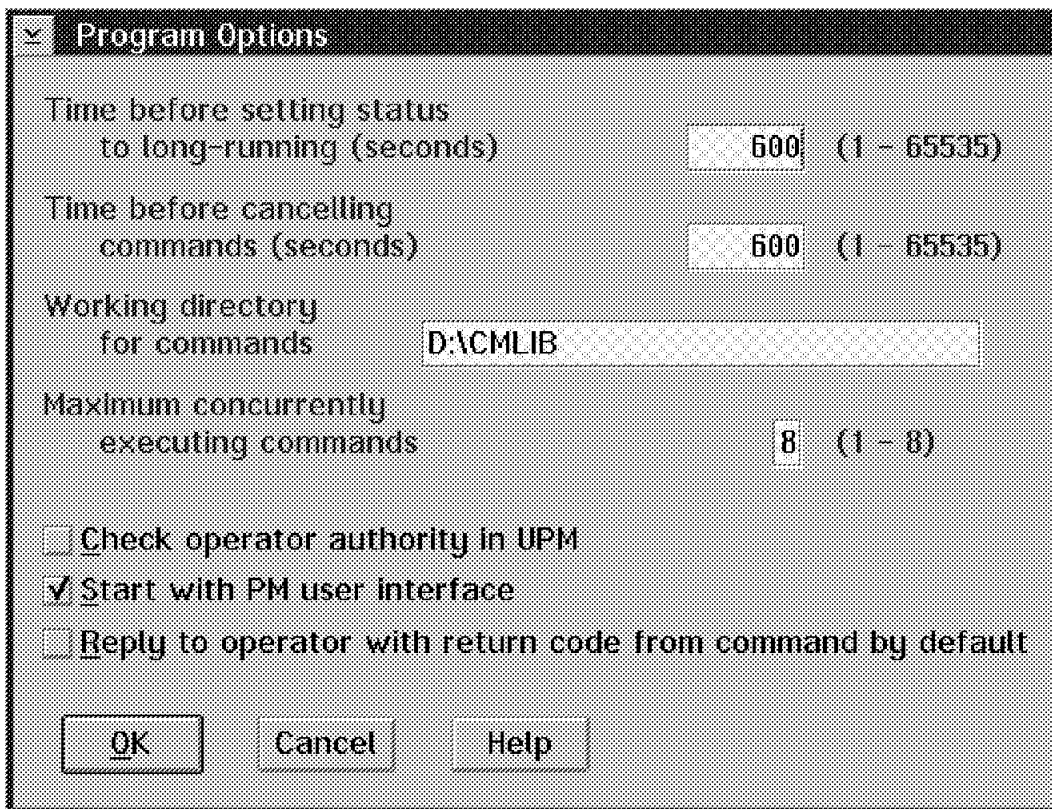 Program Options
Time before setting status
to long-running (seconds) 600 (1 - 65535)
Time before cancelling
commands (seconds) 600 (1 - 65535)
Working directory
for commands D:\CMLIB
Maximum concurrently
executing commands 8 (1 - 8)
Check operator authority in UPM
Start with PM user interface
Reply to operator with return code from command by default
OK Cancel Help